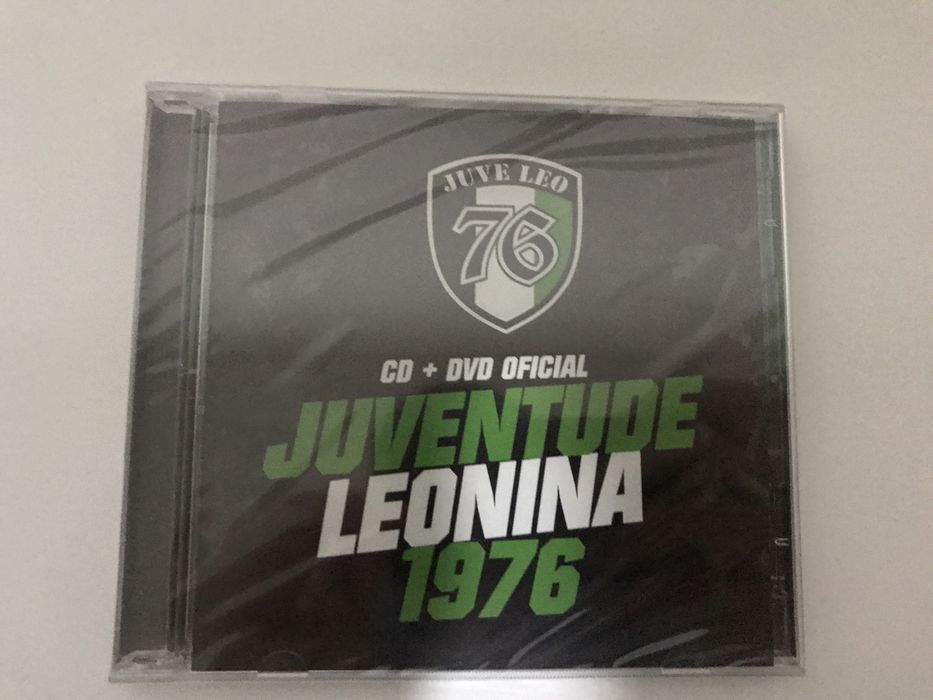 JUVE LEO
76
CD + DVD OFICIAL
JUVENTUDE
LEONINA
1976